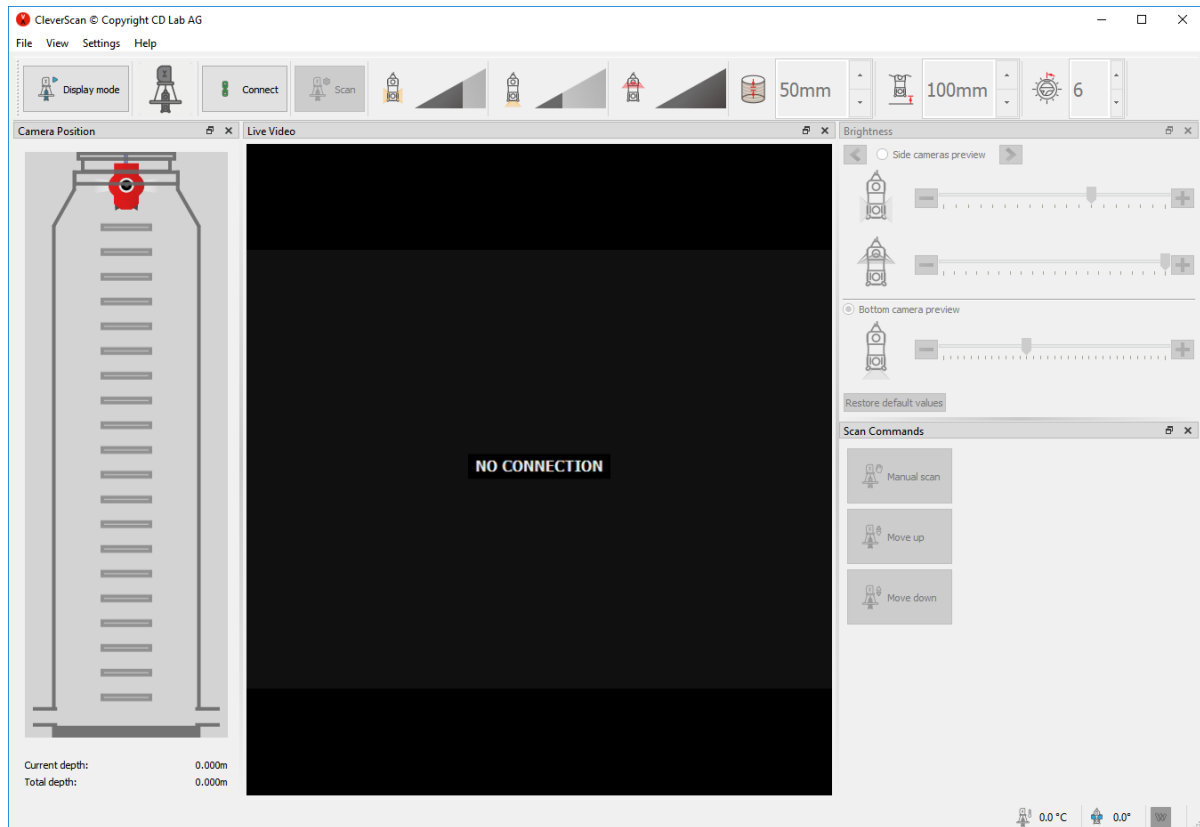 CleverScan © Copyright CD Lab AG
File View Settings Help
Display mode Connect Scan 50mm 100mm 6
Camera Position
Live Video
Brightness
Side cameras preview
Bottom camera preview
Restore default values
NO CONNECTION
Scan Commands
Manual scan
Move up
Move down
Current depth: 0.000m
Total depth: 0.000m
0.0 °C 0.0°